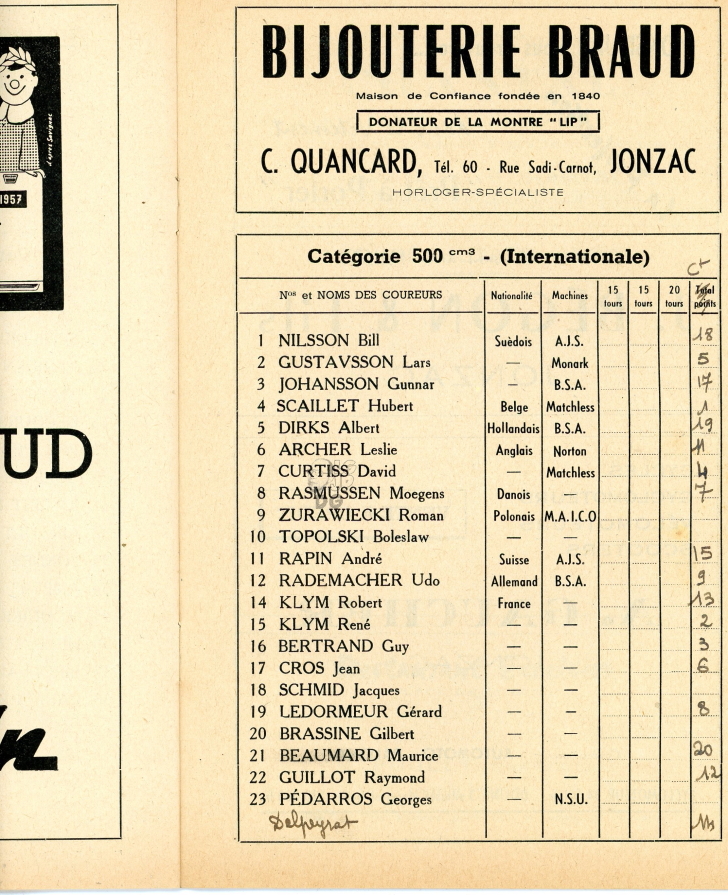 d'après Savignac
1957
UD
BIJOUTERIE BRAUD
Maison de Confiance fondée en 1840
DONATEUR DE LA MONTRE "LIP"
C. QUANCARD, Tél. 60 - Rue Sadi-Carnot, JONZAC
HORLOGER-SPÉCIALISTE
Catégorie 500 cm3 - (Internationale)
Nos et NOMS DES COUREURS Nationalité Machines 15 tours 15 tours 20 tours Total points
1 NILSSON Bill Suèdois A.J.S. 18
2 GUSTAVSSON Lars — Monark 5
3 JOHANSSON Gunnar — B.S.A. 17
4 SCAILLET Hubert Belge Matchless 1
5 DIRKS Albert Hollandais B.S.A. 19
6 ARCHER Leslie Anglais Norton 11
7 CURTISS David — Matchless 4
8 RASMUSSEN Moegens Danois — 7
9 ZURAWIECKI Roman Polonais M.A.I.C.O
10 TOPOLSKI Boleslaw — —
11 RAPIN André Suisse A.J.S. 15
12 RADEMACHER Udo Allemand B.S.A. 9
14 KLYM Robert France — 13
15 KLYM René — — 2
16 BERTRAND Guy — — 3
17 CROS Jean — — 6
18 SCHMID Jacques — —
19 LEDORMEUR Gérard — — 8
20 BRASSINE Gilbert — —
21 BEAUMARD Maurice — — 20
22 GUILLOT Raymond — — 12
23 PÉDARROS Georges — N.S.U.
Delpeyrat